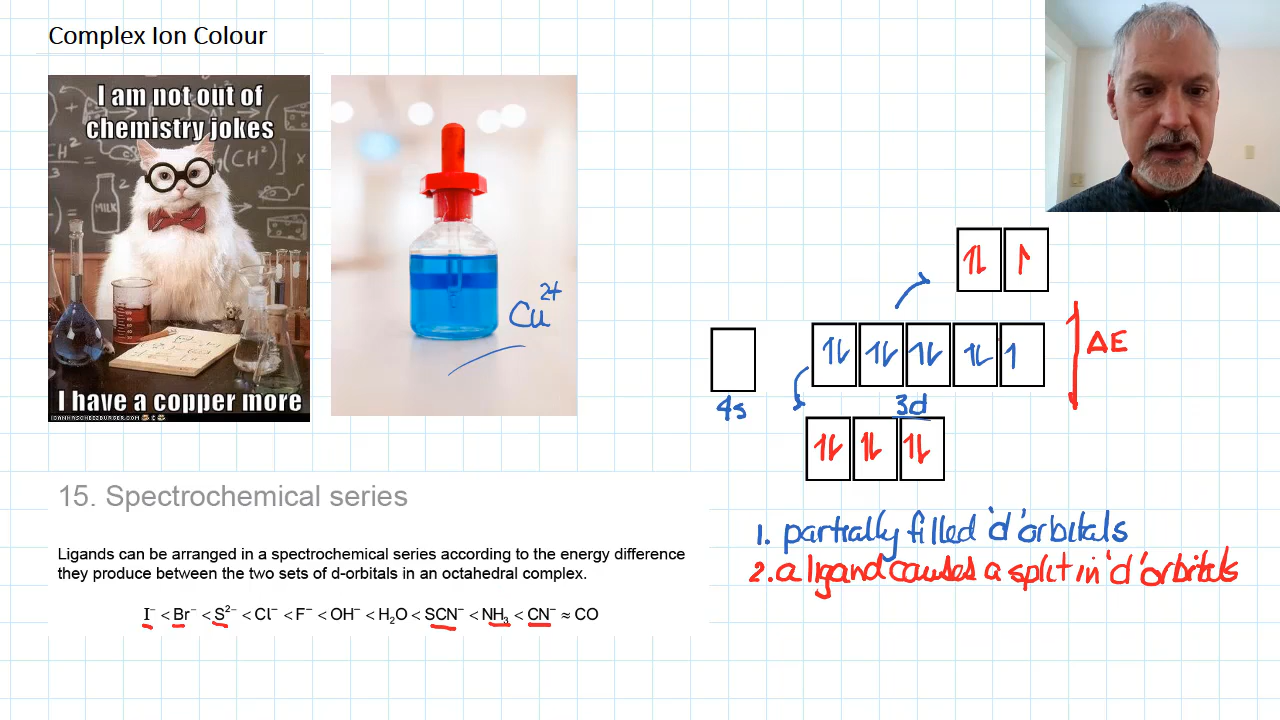 Complex Ion Colour
I am not out of
chemistry jokes
MILK
I have a copper more
ICANHASCHEEZBURGER.COM
Cu2+
4s
3d
ΔE
15. Spectrochemical series
Ligands can be arranged in a spectrochemical series according to the energy difference
they produce between the two sets of d-orbitals in an octahedral complex.
I⁻ < Br⁻ < S²⁻ < Cl⁻ < F⁻ < OH⁻ < H₂O < SCN⁻ < NH₃ < CN⁻ ≈ CO
1. partially filled 'd' orbitals
2. a ligand causes a split in 'd' orbitals